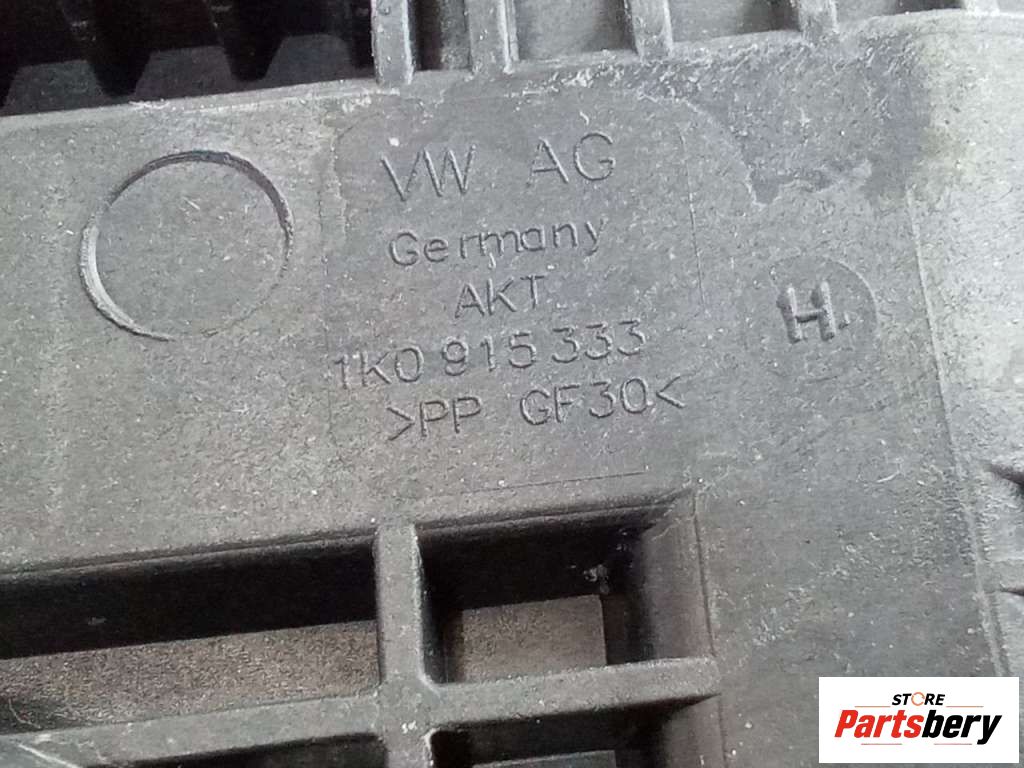 VW AG
Germany
AKT
1K0 915 333
>PP GF30<
H
STORE
Partsbery